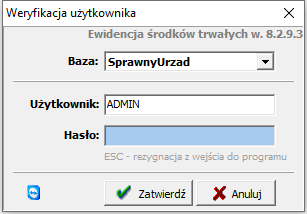 Weryfikacja użytkownika
Ewidencja środków trwałych w. 8.2.9.3
Baza: SprawnyUrzad
Użytkownik: ADMIN
Hasło:
ESC - rezygnacja z wejścia do programu
Zatwierdź Anuluj